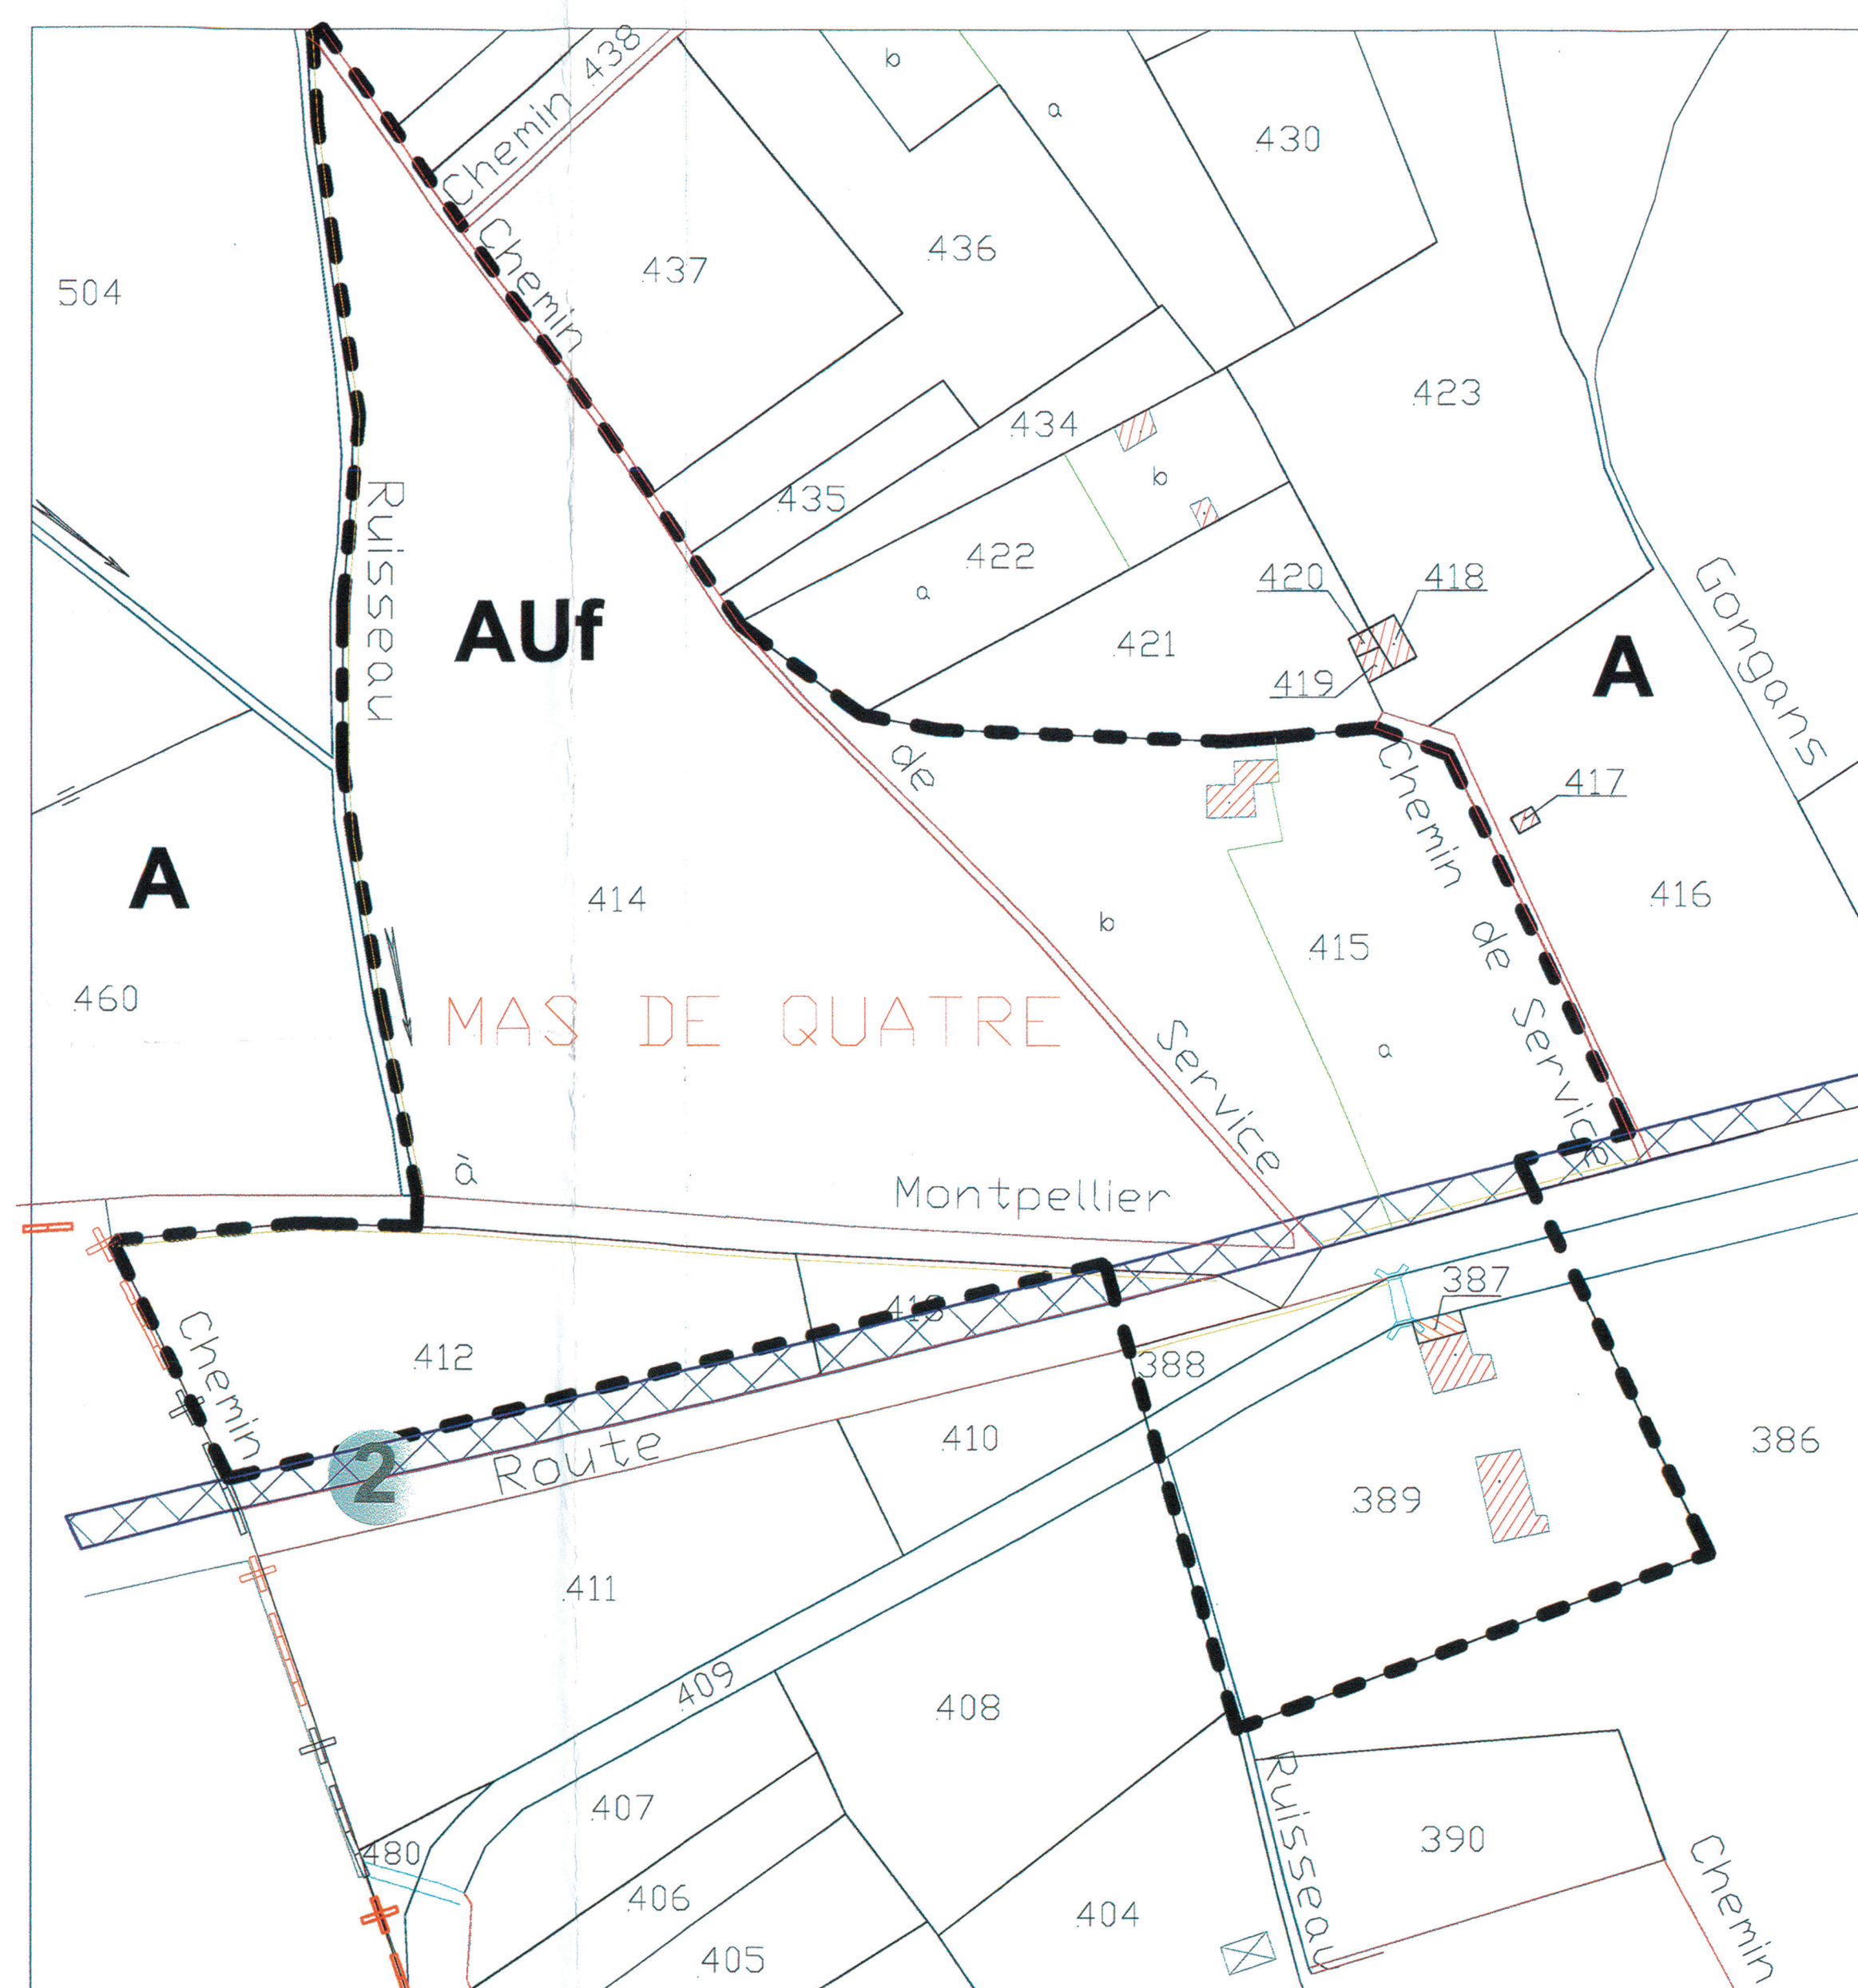 438
Chemin
b
a
430
Chemin
437
436
504
423
434
435
b
Ruisseau
422
a
420
418
Gongans
AUf
421
A
419
de
Chemin
417
A
414
b
416
415
de
460
MAS DE QUATRE
Service
Service
a
à
Montpellier
387
413
Chemin
412
388
2
Route
410
386
389
411
409
408
407
Ruisseau
390
480
Chemin
406
404
405